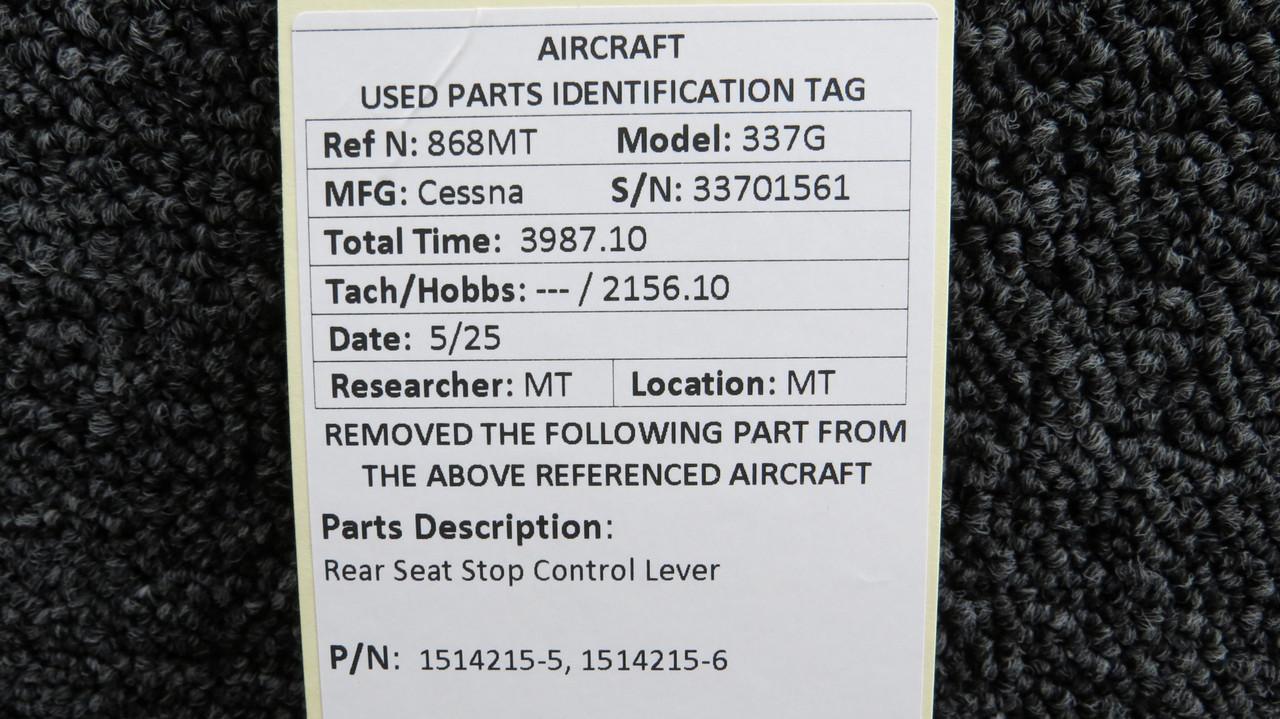 AIRCRAFT
USED PARTS IDENTIFICATION TAG
Ref N: 868MT Model: 337G
MFG: Cessna S/N: 33701561
Total Time: 3987.10
Tach/Hobbs: --- / 2156.10
Date: 5/25
Researcher: MT Location: MT
REMOVED THE FOLLOWING PART FROM
THE ABOVE REFERENCED AIRCRAFT
Parts Description:
Rear Seat Stop Control Lever
P/N: 1514215-5, 1514215-6